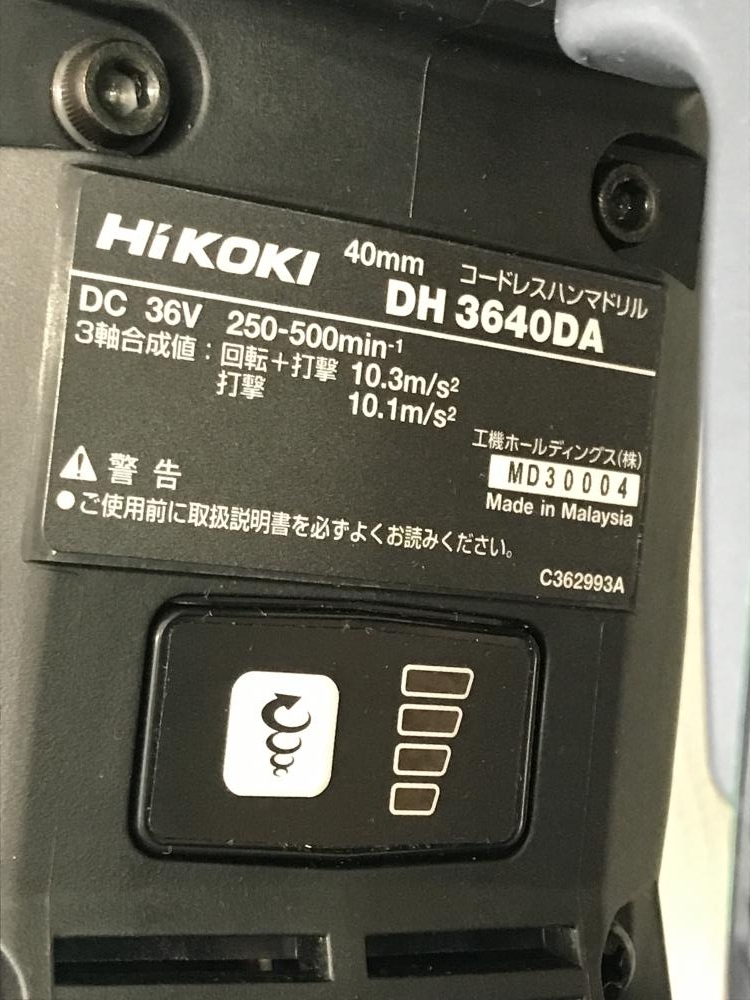 HiKOKI 40mm コードレスハンマドリル
DH 3640DA
DC 36V 250-500min-1
3軸合成値：回転＋打撃 10.3m/s²
打撃 10.1m/s²
工機ホールディングス(株)
MD30004
Made in Malaysia
警告
●ご使用前に取扱説明書を必ずよくお読みください。
C362993A